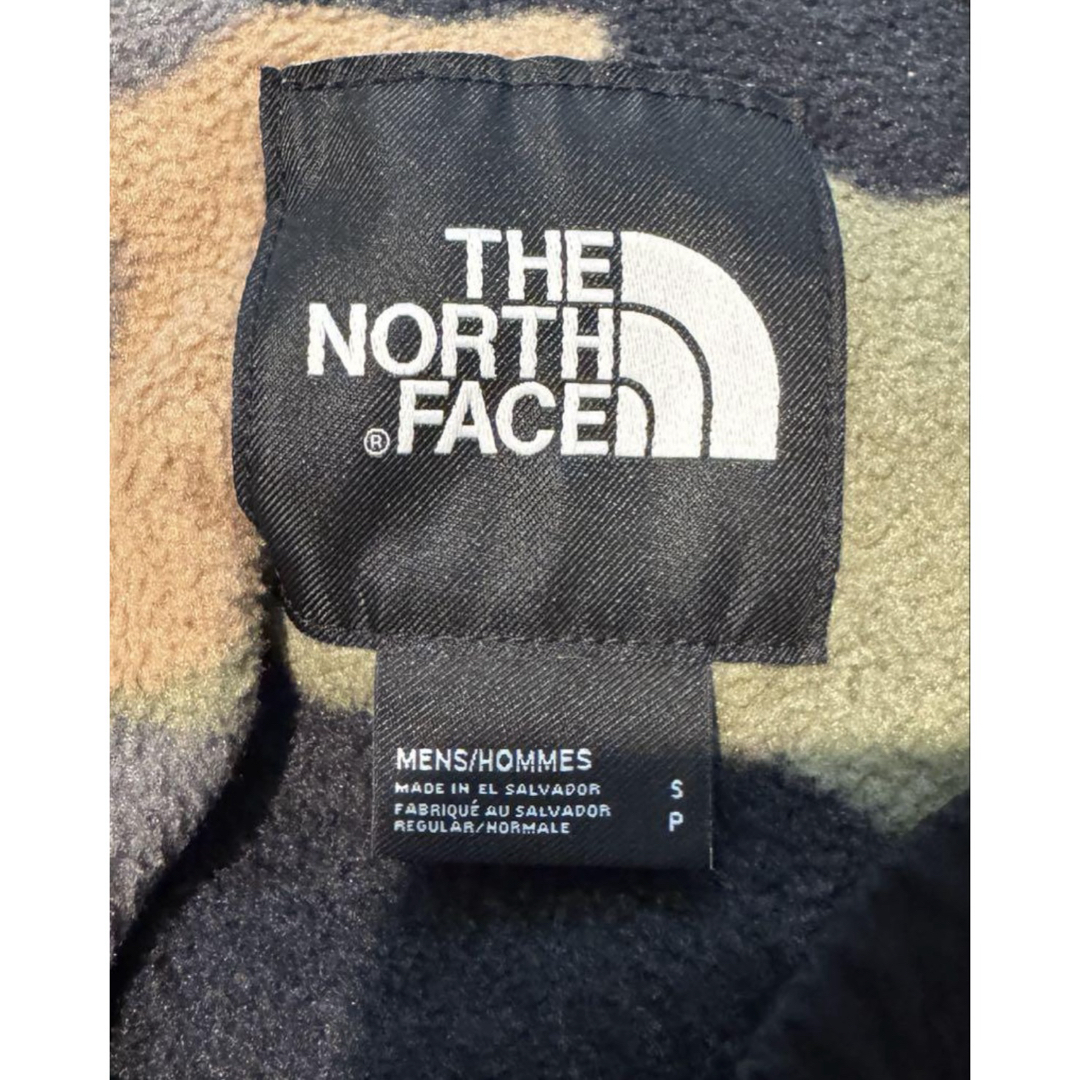 THE
NORTH
® FACE
MENS/HOMMES
MADE IN EL SALVADOR S
FABRIQUÉ AU SALVADOR P
REGULAR/NORMALE